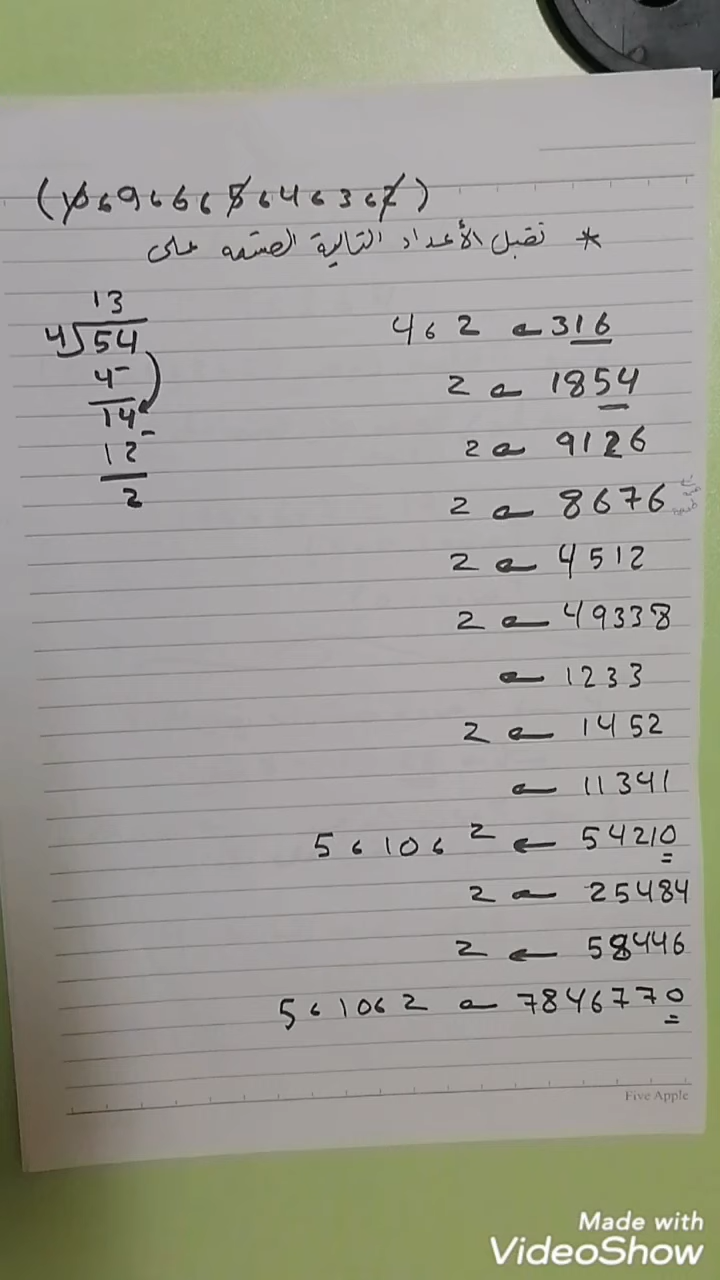 (10 ، 9 ، 6 ، 5 ، 4 ، 3 ، 2)
* تقبل الأعداد التالية القسمة على
316 ← 2 ، 4
1854 ← 2
9126 ← 2
8676 ← 2
4512 ← 2
49338 ← 2
1233 ←
1452 ← 2
11341 ←
54210 ← 2 ، 10 ، 5
25484 ← 2
58446 ← 2
7846770 ← 2 ، 10 ، 5
13
4 54
4-
14
12-
2
Five Apple
Made with
VideoShow